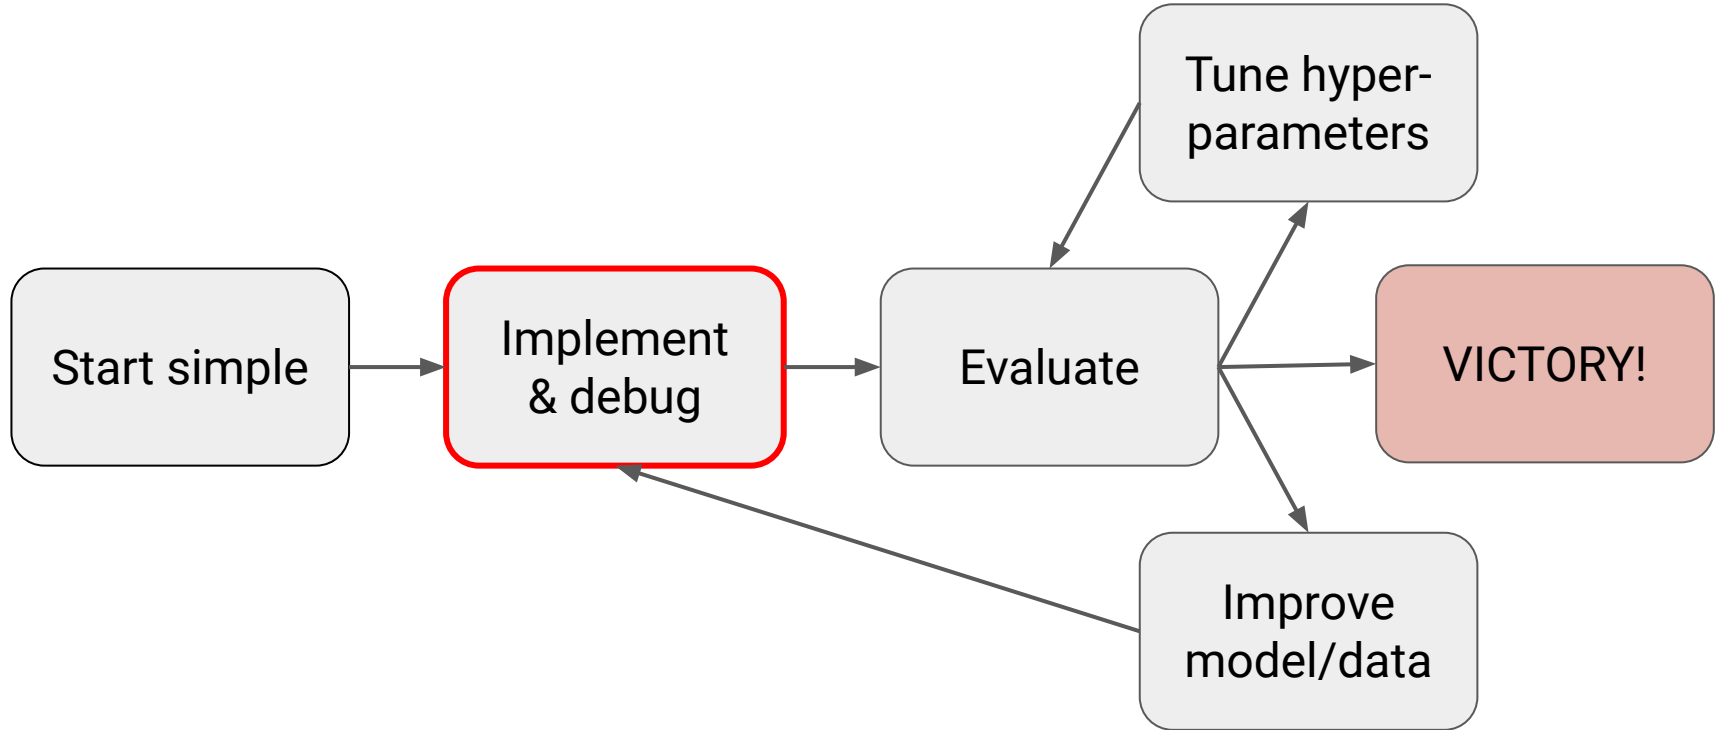 Tune hyper-
parameters
Start simple
Implement
& debug
Evaluate
VICTORY!
Improve
model/data